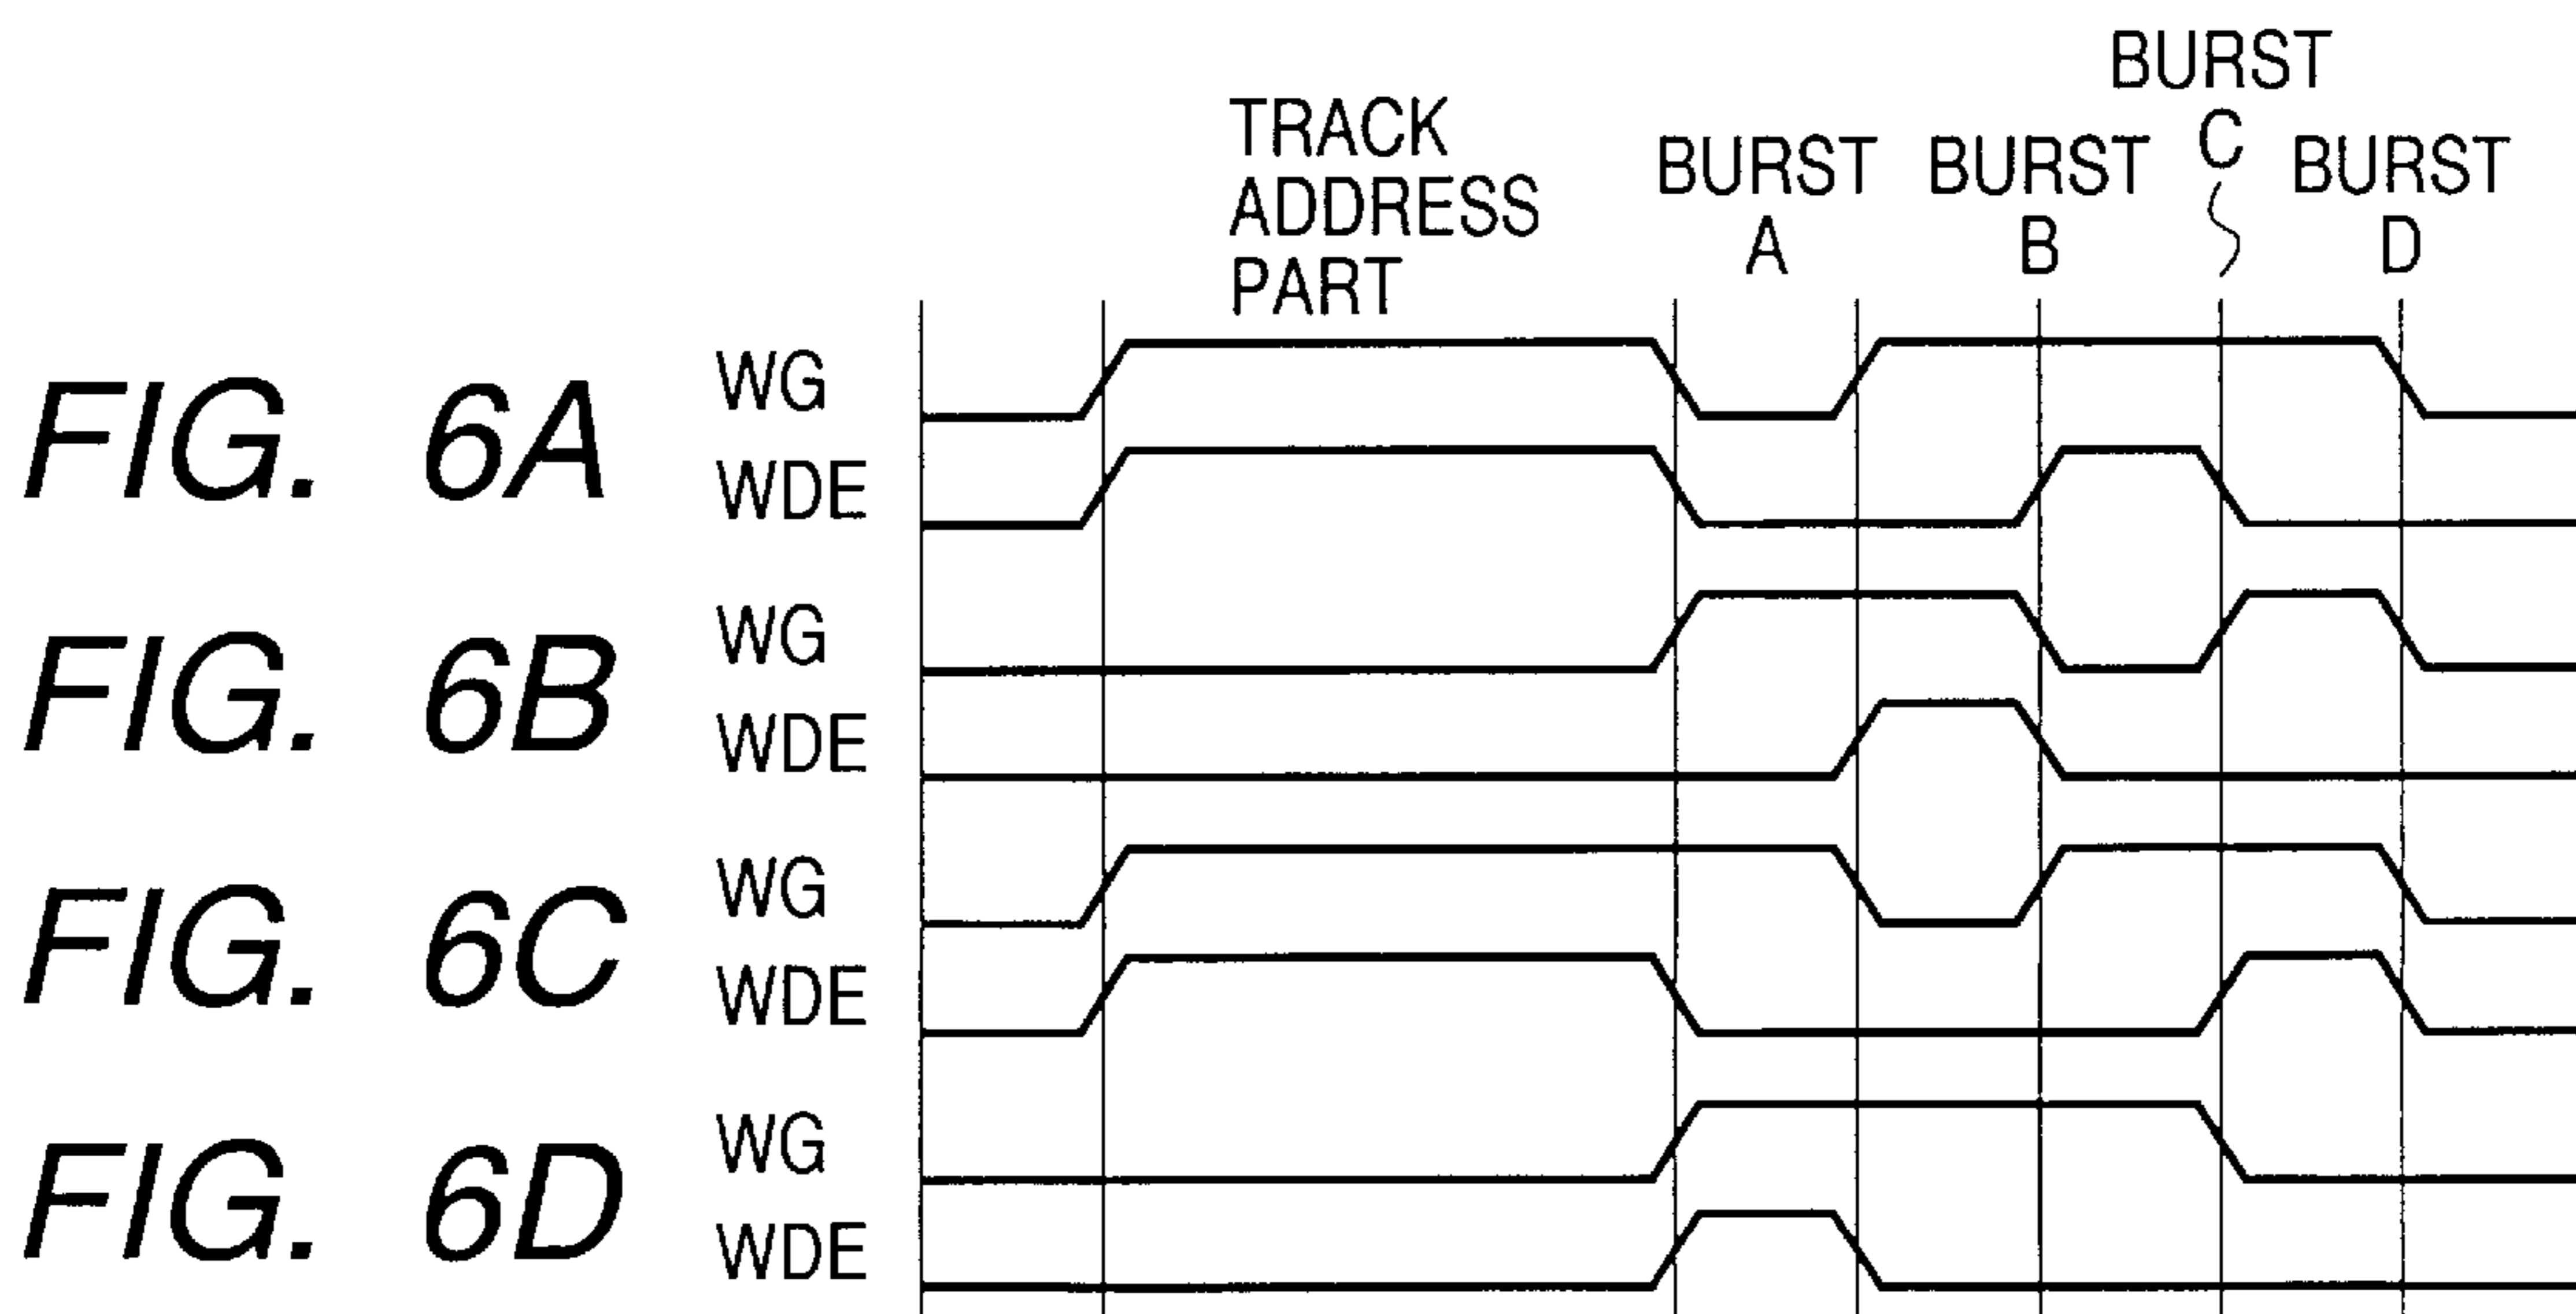 TRACK
ADDRESS
PART
BURST
A
BURST
B
BURST
C
BURST
D
FIG. 6A
WG
WDE
FIG. 6B
WG
WDE
FIG. 6C
WG
WDE
FIG. 6D
WG
WDE